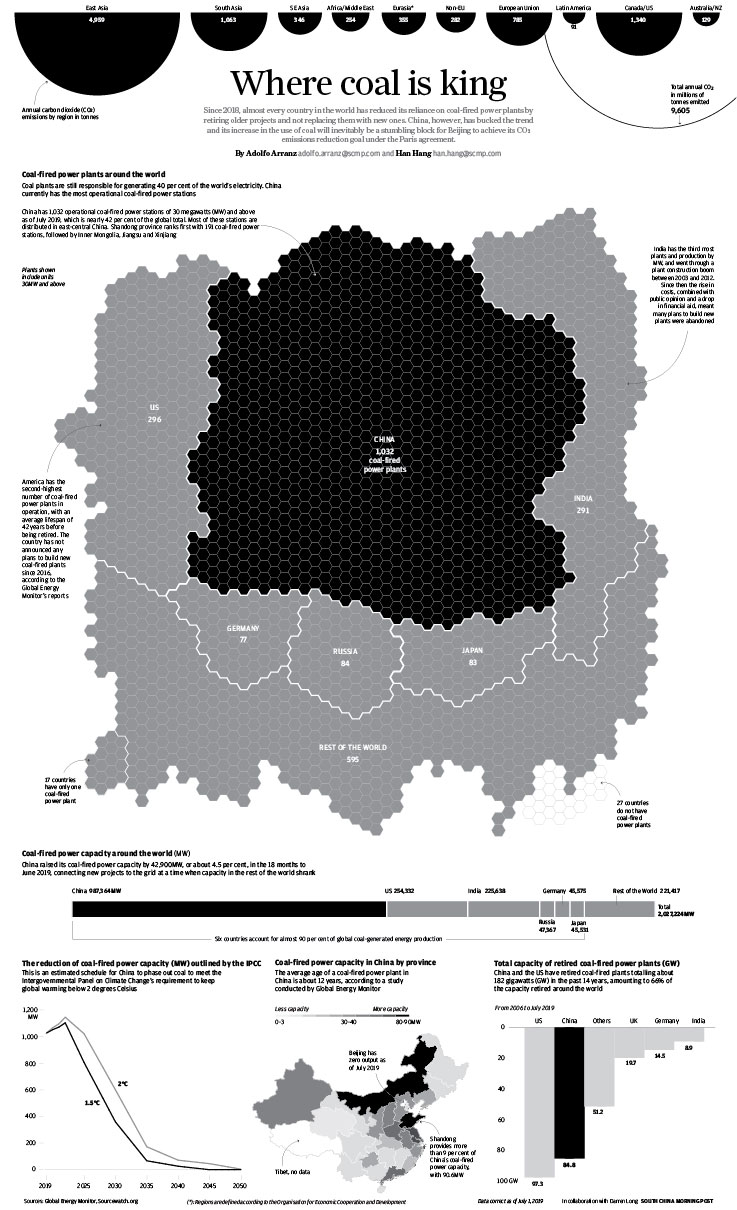 East Asia
4,959
South Asia
1,063
SE Asia
346
Africa/Middle East
254
Eurasia*
355
Non-EU
282
European Union
785
Latin America
91
Canada/US
1,340
Australia/NZ
129
Annual carbon dioxide (CO₂)
emissions by region in tonnes
Total annual CO₂
in millions of
tonnes emitted
9,605
Where coal is king
Since 2018, almost every country in the world has reduced its reliance on coal-fired power plants by
retiring older projects and not replacing them with new ones. China, however, has bucked the trend
and its increase in the use of coal will inevitably be a stumbling block for Beijing to achieve its CO₂
emissions reduction goal under the Paris agreement.
By Adolfo Arranz adolfo.arranz@scmp.com and Han Hang han.hang@scmp.com
Coal-fired power plants around the world
Coal plants are still responsible for generating 40 per cent of the world's electricity. China
currently has the most operational coal-fired power stations
China has 1,032 operational coal-fired power stations of 30 megawatts (MW) and above
as of July 2019, which is nearly 42 per cent of the global total. Most of these stations are
distributed in east-central China. Shandong province ranks first with 191 coal-fired power
stations, followed by Inner Mongolia, Jiangsu and Xinjiang
Plants shown
include units
30MW and above
India has the third most
plants and production by
MW, and went through a
plant construction boom
between 2003 and 2012.
Since then the rise in
costs, combined with
public opinion and a drop
in financial aid, meant
many plans to build new
plants were abandoned
US
296
CHINA
1,032
coal-fired
power plants
INDIA
291
America has the
second-highest
number of coal-fired
power plants in
operation, with an
average lifespan of
42 years before
being retired. The
country has not
announced any
plans to build new
coal-fired plants
since 2016,
according to the
Global Energy
Monitor's reports
GERMANY
77
RUSSIA
84
JAPAN
83
REST OF THE WORLD
595
17 countries
have only one
coal-fired
power plant
27 countries
do not have
coal-fired
power plants
Coal-fired power capacity around the world (MW)
China raised its coal-fired power capacity by 42,900MW, or about 4.5 per cent, in the 18 months to
June 2019, connecting new projects to the grid at a time when capacity in the rest of the world shrank
China 987,364MW
US 254,332
India 225,638
Germany 45,575
Rest of the World 221,417
Total
2,027,224MW
Russia
47,367
Japan
45,531
Six countries account for almost 90 per cent of global coal-generated energy production
The reduction of coal-fired power capacity (MW) outlined by the IPCC
This is an estimated schedule for China to phase out coal to meet the
Intergovernmental Panel on Climate Change's requirement to keep
global warming below 2 degrees Celsius
1,200
MW
1,000
800
600
400
200
0
2°C
1.5°C
2019
2025
2030
2035
2040
2045
2050
Coal-fired power capacity in China by province
The average age of a coal-fired power plant in
China is about 12 years, according to a study
conducted by Global Energy Monitor
Less capacity
More capacity
0-3
30-40
80-90MW
Beijing has
zero output as
of July 2019
Tibet, no data
Shandong
provides more
than 9 per cent of
China's coal-fired
power capacity,
with 90.6MW
Total capacity of retired coal-fired power plants (GW)
China and the US have retired coal-fired plants totalling about
182 gigawatts (GW) in the past 14 years, amounting to 66% of
the capacity retired around the world
From 2006 to July 2019
US
China
Others
UK
Germany
India
0
20
40
60
80
100 GW
97.3
84.8
51.2
19.7
14.5
8.9
Sources: Global Energy Monitor, Sourcewatch.org
(*): Regions are defined according to the Organisation for Economic Cooperation and Development
Data correct as of July 1, 2019
In collaboration with Darren Long SOUTH CHINA MORNING POST